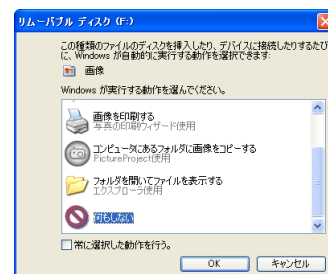 リムーバブル ディスク (F:)
この種類のファイルのディスクを挿入したり、デバイスに接続したりするたび
に、Windows が自動的に実行する動作を選択できます:
画像
Windows が実行する動作を選んでください。
画像を印刷する
写真の印刷ウィザード使用
コンピュータにあるフォルダに画像をコピーする
PictureProject使用
フォルダを開いてファイルを表示する
エクスプローラ使用
何もしない
常に選択した動作を行う。
OK キャンセル